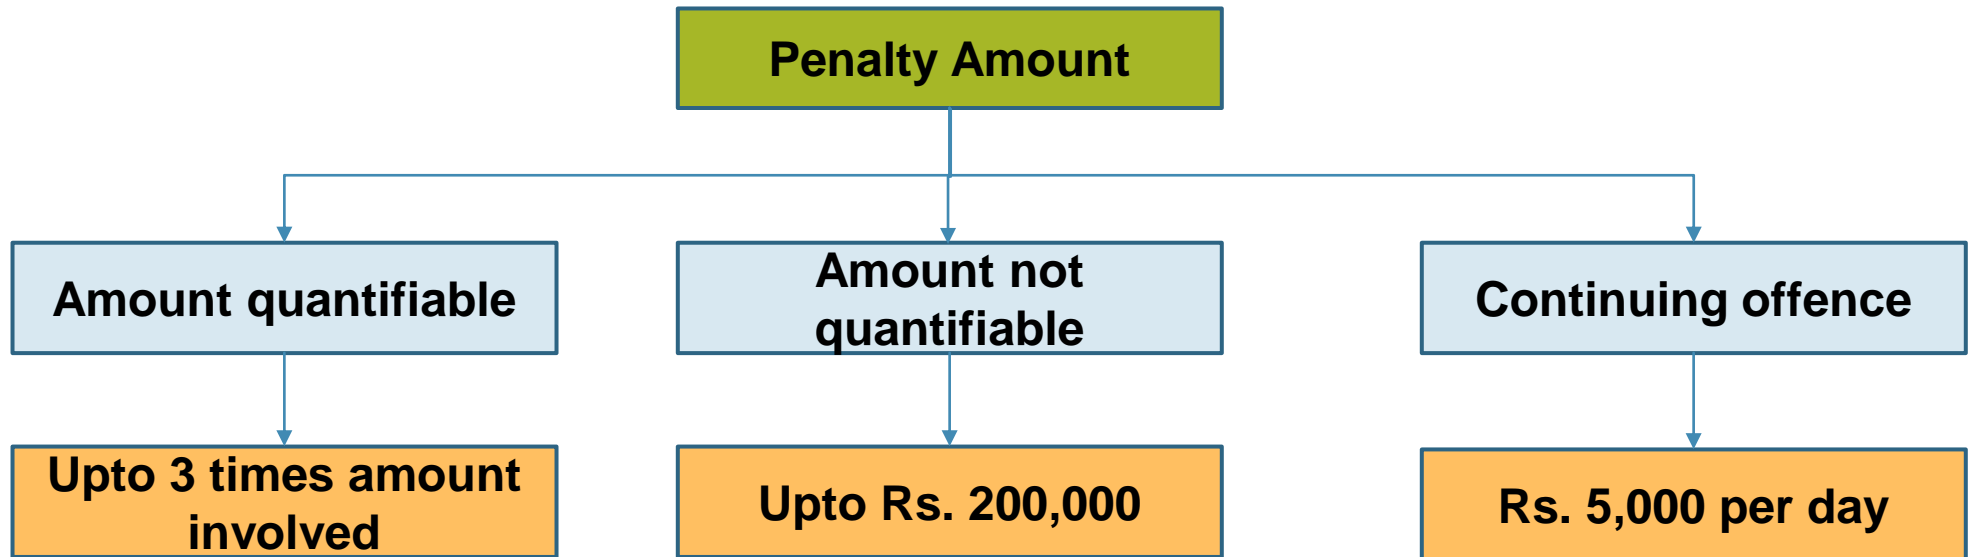 Penalty Amount
Amount quantifiable
Amount not
quantifiable
Continuing offence
Upto 3 times amount
involved
Upto Rs. 200,000
Rs. 5,000 per day